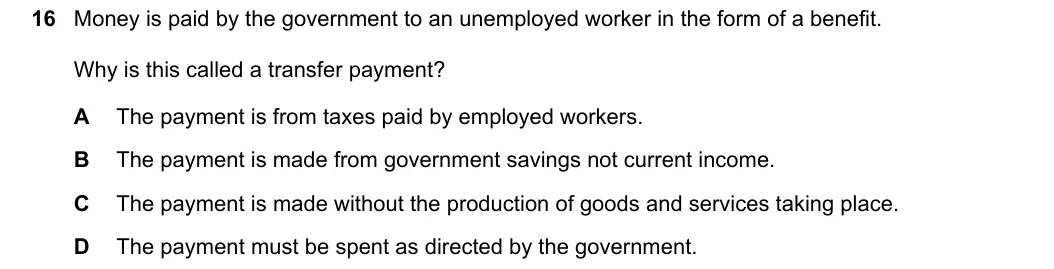 16 Money is paid by the government to an unemployed worker in the form of a benefit.
Why is this called a transfer payment?
A The payment is from taxes paid by employed workers.
B The payment is made from government savings not current income.
C The payment is made without the production of goods and services taking place.
D The payment must be spent as directed by the government.